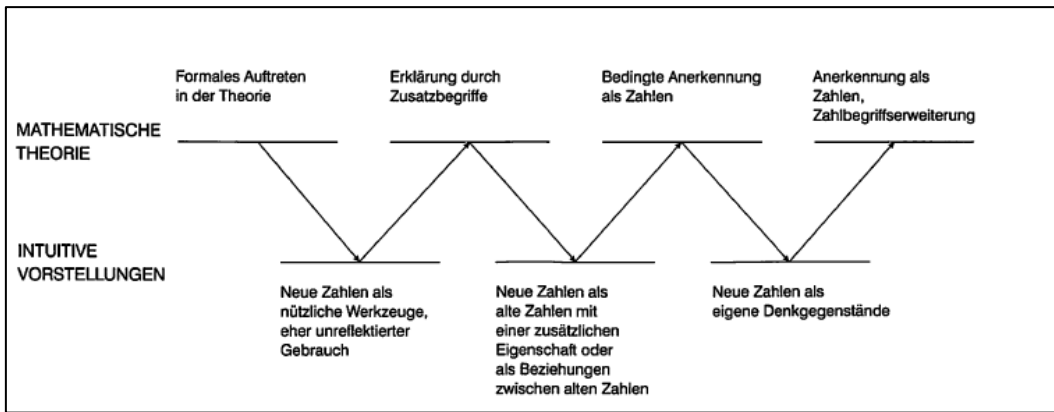 Formales Auftreten
in der Theorie
Erklärung durch
Zusatzbegriffe
Bedingte Anerkennung
als Zahlen
Anerkennung als
Zahlen,
Zahlbegriffserweiterung
MATHEMATISCHE
THEORIE
INTUITIVE
VORSTELLUNGEN
Neue Zahlen als
nützliche Werkzeuge,
eher unreflektierter
Gebrauch
Neue Zahlen als
alte Zahlen mit
einer zusätzlichen
Eigenschaft oder
als Beziehungen
zwischen alten Zahlen
Neue Zahlen als
eigene Denkgegenstände